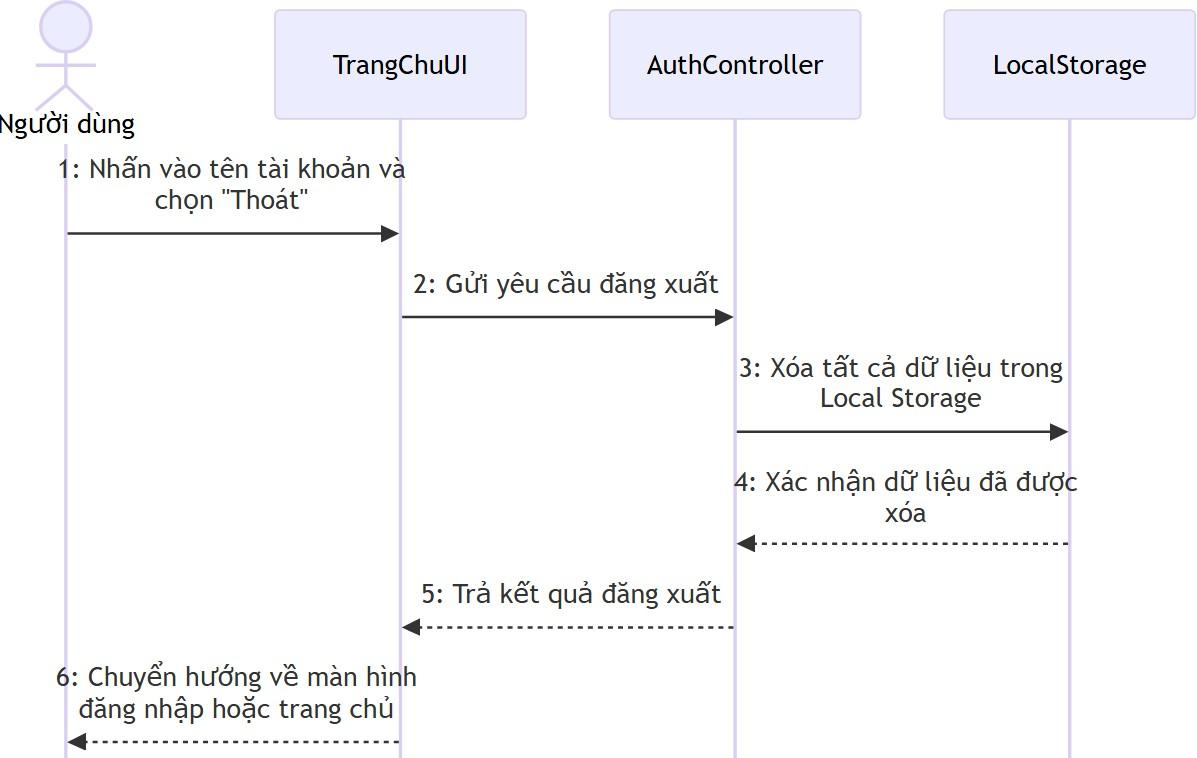 TrangChuUI
AuthController
LocalStorage
Người dùng
1: Nhấn vào tên tài khoản và
chọn "Thoát"
2: Gửi yêu cầu đăng xuất
3: Xóa tất cả dữ liệu trong
Local Storage
4: Xác nhận dữ liệu đã được
xóa
5: Trả kết quả đăng xuất
6: Chuyển hướng về màn hình
đăng nhập hoặc trang chủ